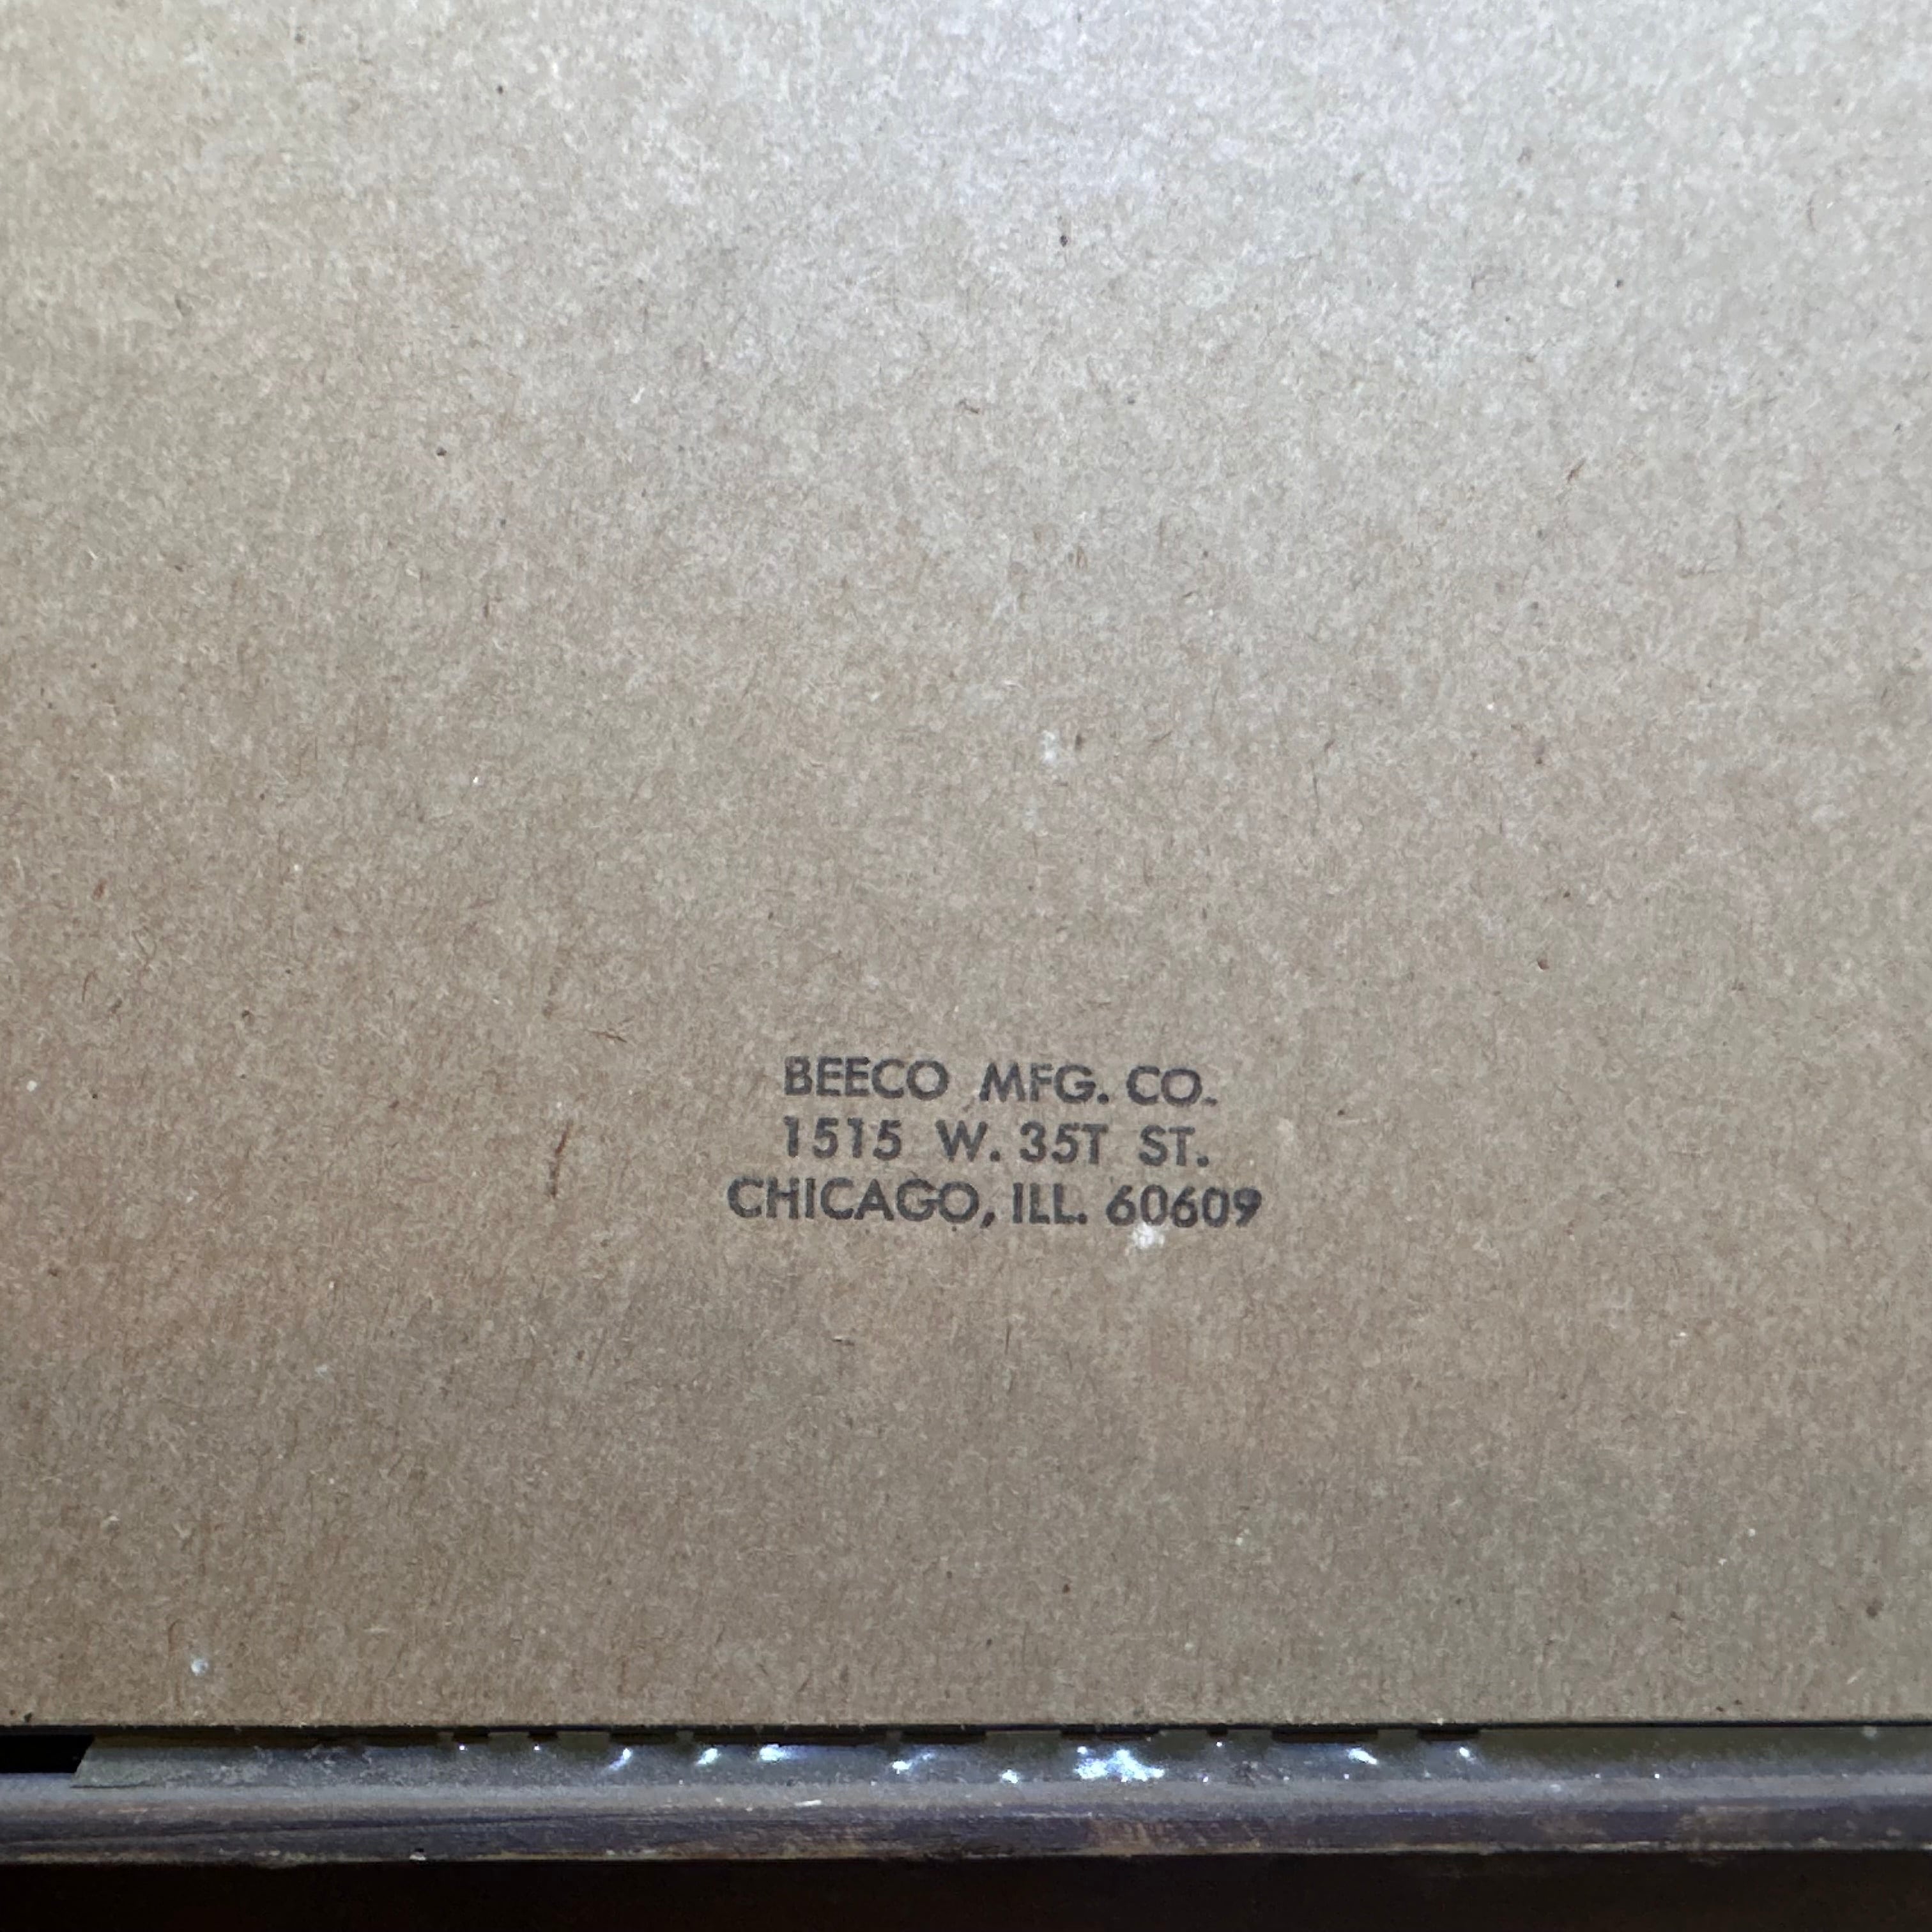 BEECO MFG. CO.
1515 W. 35T ST.
CHICAGO, ILL. 60609